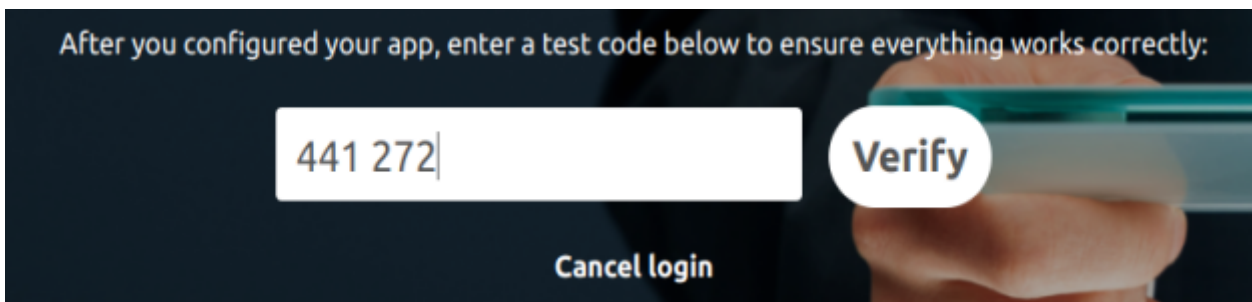 After you configured your app, enter a test code below to ensure everything works correctly:
441 272
Verify
Cancel login